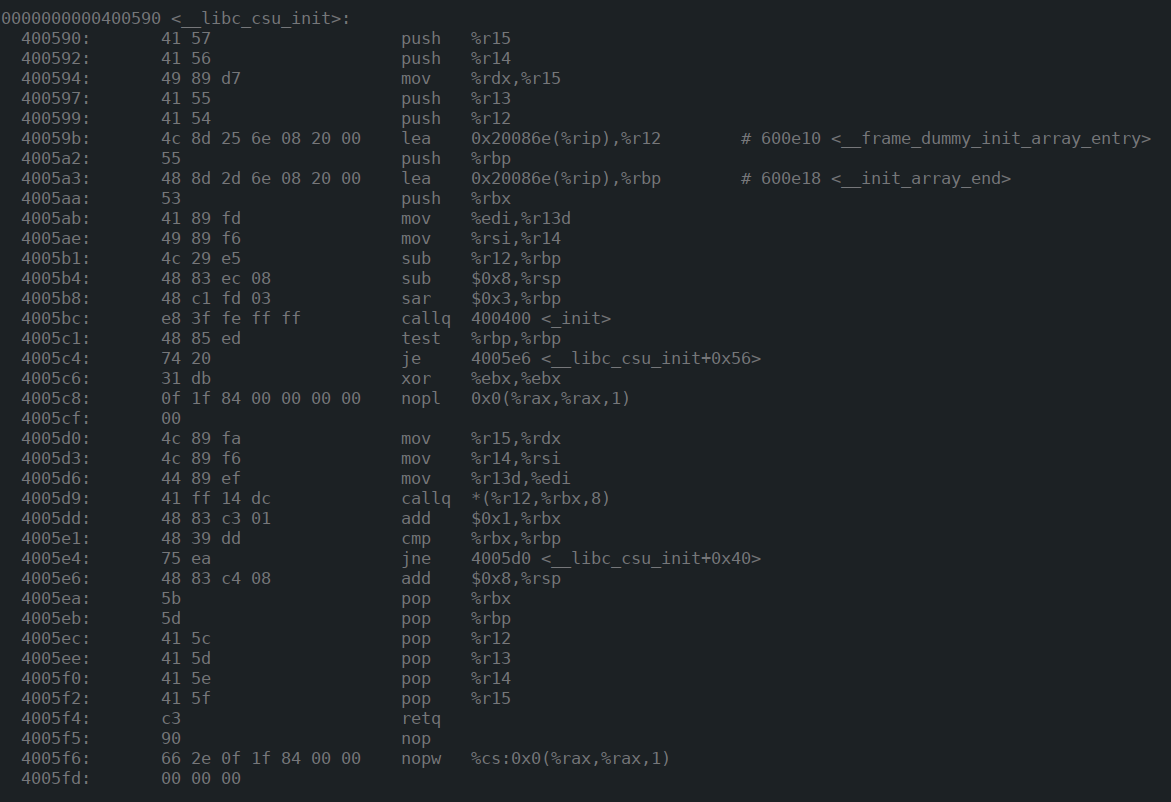 0000000000400590 <__libc_csu_init>:
  400590:       41 57                   push   %r15
  400592:       41 56                   push   %r14
  400594:       49 89 d7                mov    %rdx,%r15
  400597:       41 55                   push   %r13
  400599:       41 54                   push   %r12
  40059b:       4c 8d 25 6e 08 20 00    lea    0x20086e(%rip),%r12        # 600e10 <__frame_dummy_init_array_entry>
  4005a2:       55                      push   %rbp
  4005a3:       48 8d 2d 6e 08 20 00    lea    0x20086e(%rip),%rbp        # 600e18 <__init_array_end>
  4005aa:       53                      push   %rbx
  4005ab:       41 89 fd                mov    %edi,%r13d
  4005ae:       49 89 f6                mov    %rsi,%r14
  4005b1:       4c 29 e5                sub    %r12,%rbp
  4005b4:       48 83 ec 08             sub    $0x8,%rsp
  4005b8:       48 c1 fd 03             sar    $0x3,%rbp
  4005bc:       e8 3f fe ff ff          callq  400400 <_init>
  4005c1:       48 85 ed                test   %rbp,%rbp
  4005c4:       74 20                   je     4005e6 <__libc_csu_init+0x56>
  4005c6:       31 db                   xor    %ebx,%ebx
  4005c8:       0f 1f 84 00 00 00 00    nopl   0x0(%rax,%rax,1)
  4005cf:       00
  4005d0:       4c 89 fa                mov    %r15,%rdx
  4005d3:       4c 89 f6                mov    %r14,%rsi
  4005d6:       44 89 ef                mov    %r13d,%edi
  4005d9:       41 ff 14 dc             callq  *(%r12,%rbx,8)
  4005dd:       48 83 c3 01             add    $0x1,%rbx
  4005e1:       48 39 dd                cmp    %rbx,%rbp
  4005e4:       75 ea                   jne    4005d0 <__libc_csu_init+0x40>
  4005e6:       48 83 c4 08             add    $0x8,%rsp
  4005ea:       5b                      pop    %rbx
  4005eb:       5d                      pop    %rbp
  4005ec:       41 5c                   pop    %r12
  4005ee:       41 5d                   pop    %r13
  4005f0:       41 5e                   pop    %r14
  4005f2:       41 5f                   pop    %r15
  4005f4:       c3                      retq
  4005f5:       90                      nop
  4005f6:       66 2e 0f 1f 84 00 00    nopw   %cs:0x0(%rax,%rax,1)
  4005fd:       00 00 00